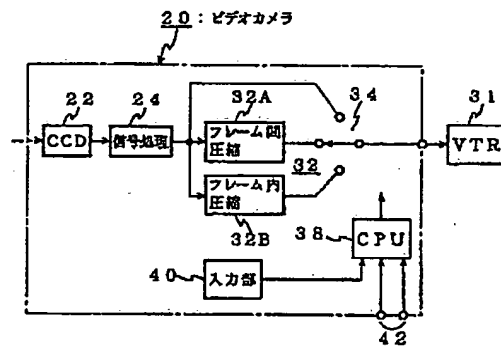 20:ビデオカメラ
22
24
32A
34
31
CCD
信号処理
フレーム間
圧縮
32
VTR
フレーム内
圧縮
32B
38
CPU
40
入力部
42